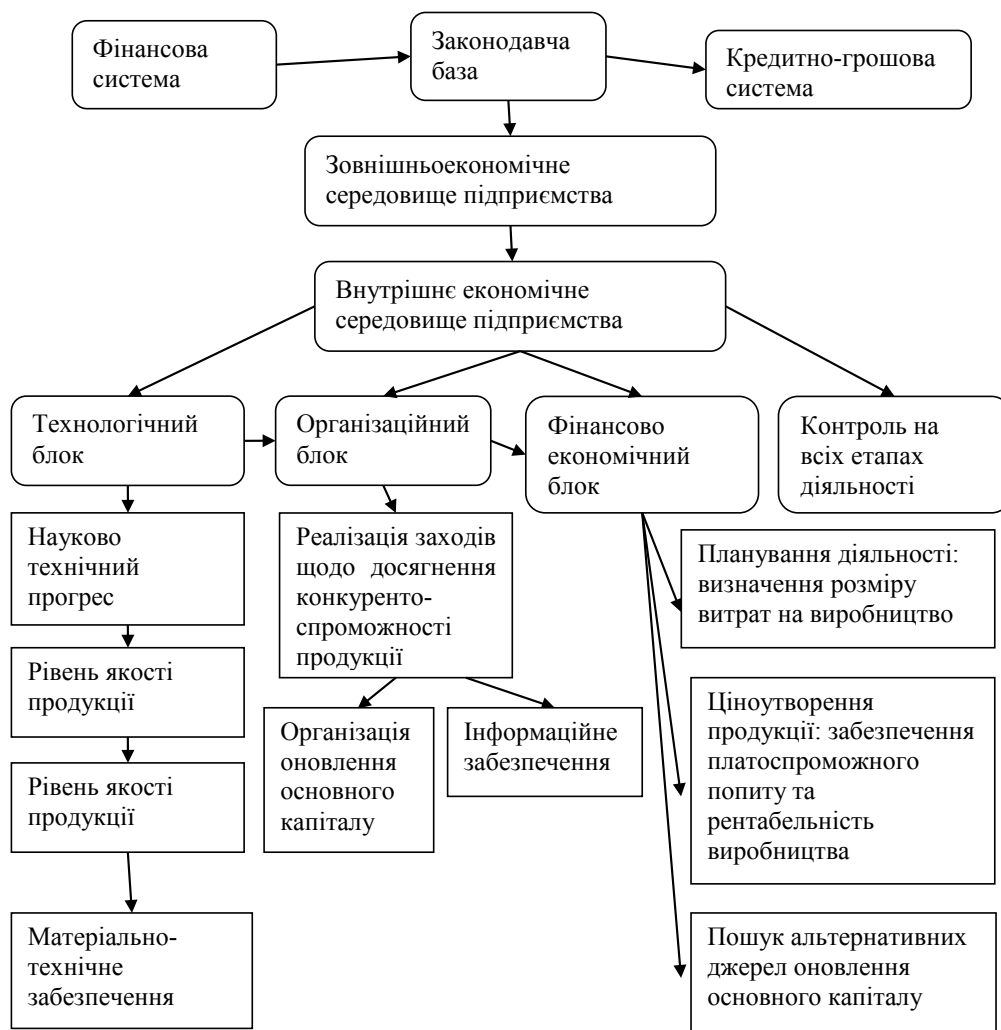 Фінансова
система
Законодавча
база
Кредитно-грошова
система
Зовнішньоекономічне
середовище підприємства
Внутрішнє економічне
середовище підприємства
Технологічний
блок
Організаційний
блок
Фінансово
економічний
блок
Контроль на
всіх етапах
діяльності
Науково
технічний
прогрес
Рівень якості
продукції
Рівень якості
продукції
Матеріально-
технічне
забезпечення
Реалізація заходів
щодо досягнення
конкуренто-
спроможності
продукції
Організація
оновлення
основного
капіталу
Інформаційне
забезпечення
Планування діяльності:
визначення розміру
витрат на виробництво
Ціноутворення
продукції: забезпечення
платоспроможного
попиту та
рентабельність
виробництва
Пошук альтернативних
джерел оновлення
основного капіталу